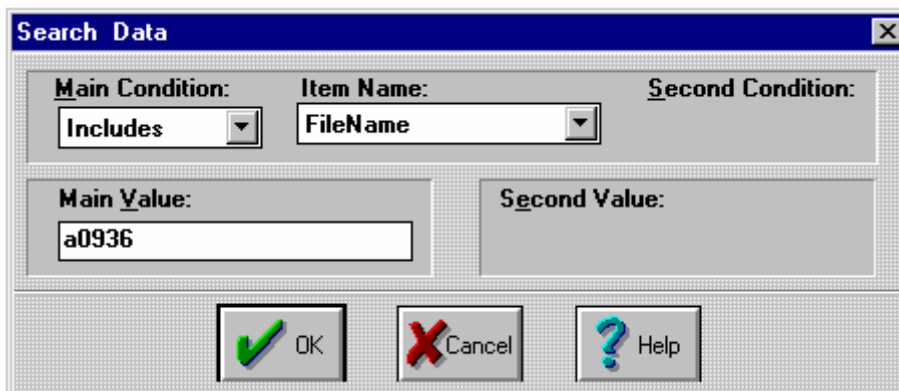 Search Data
Main Condition: Item Name: Second Condition:
Includes FileName
Main Value: Second Value:
a0936
OK Cancel Help